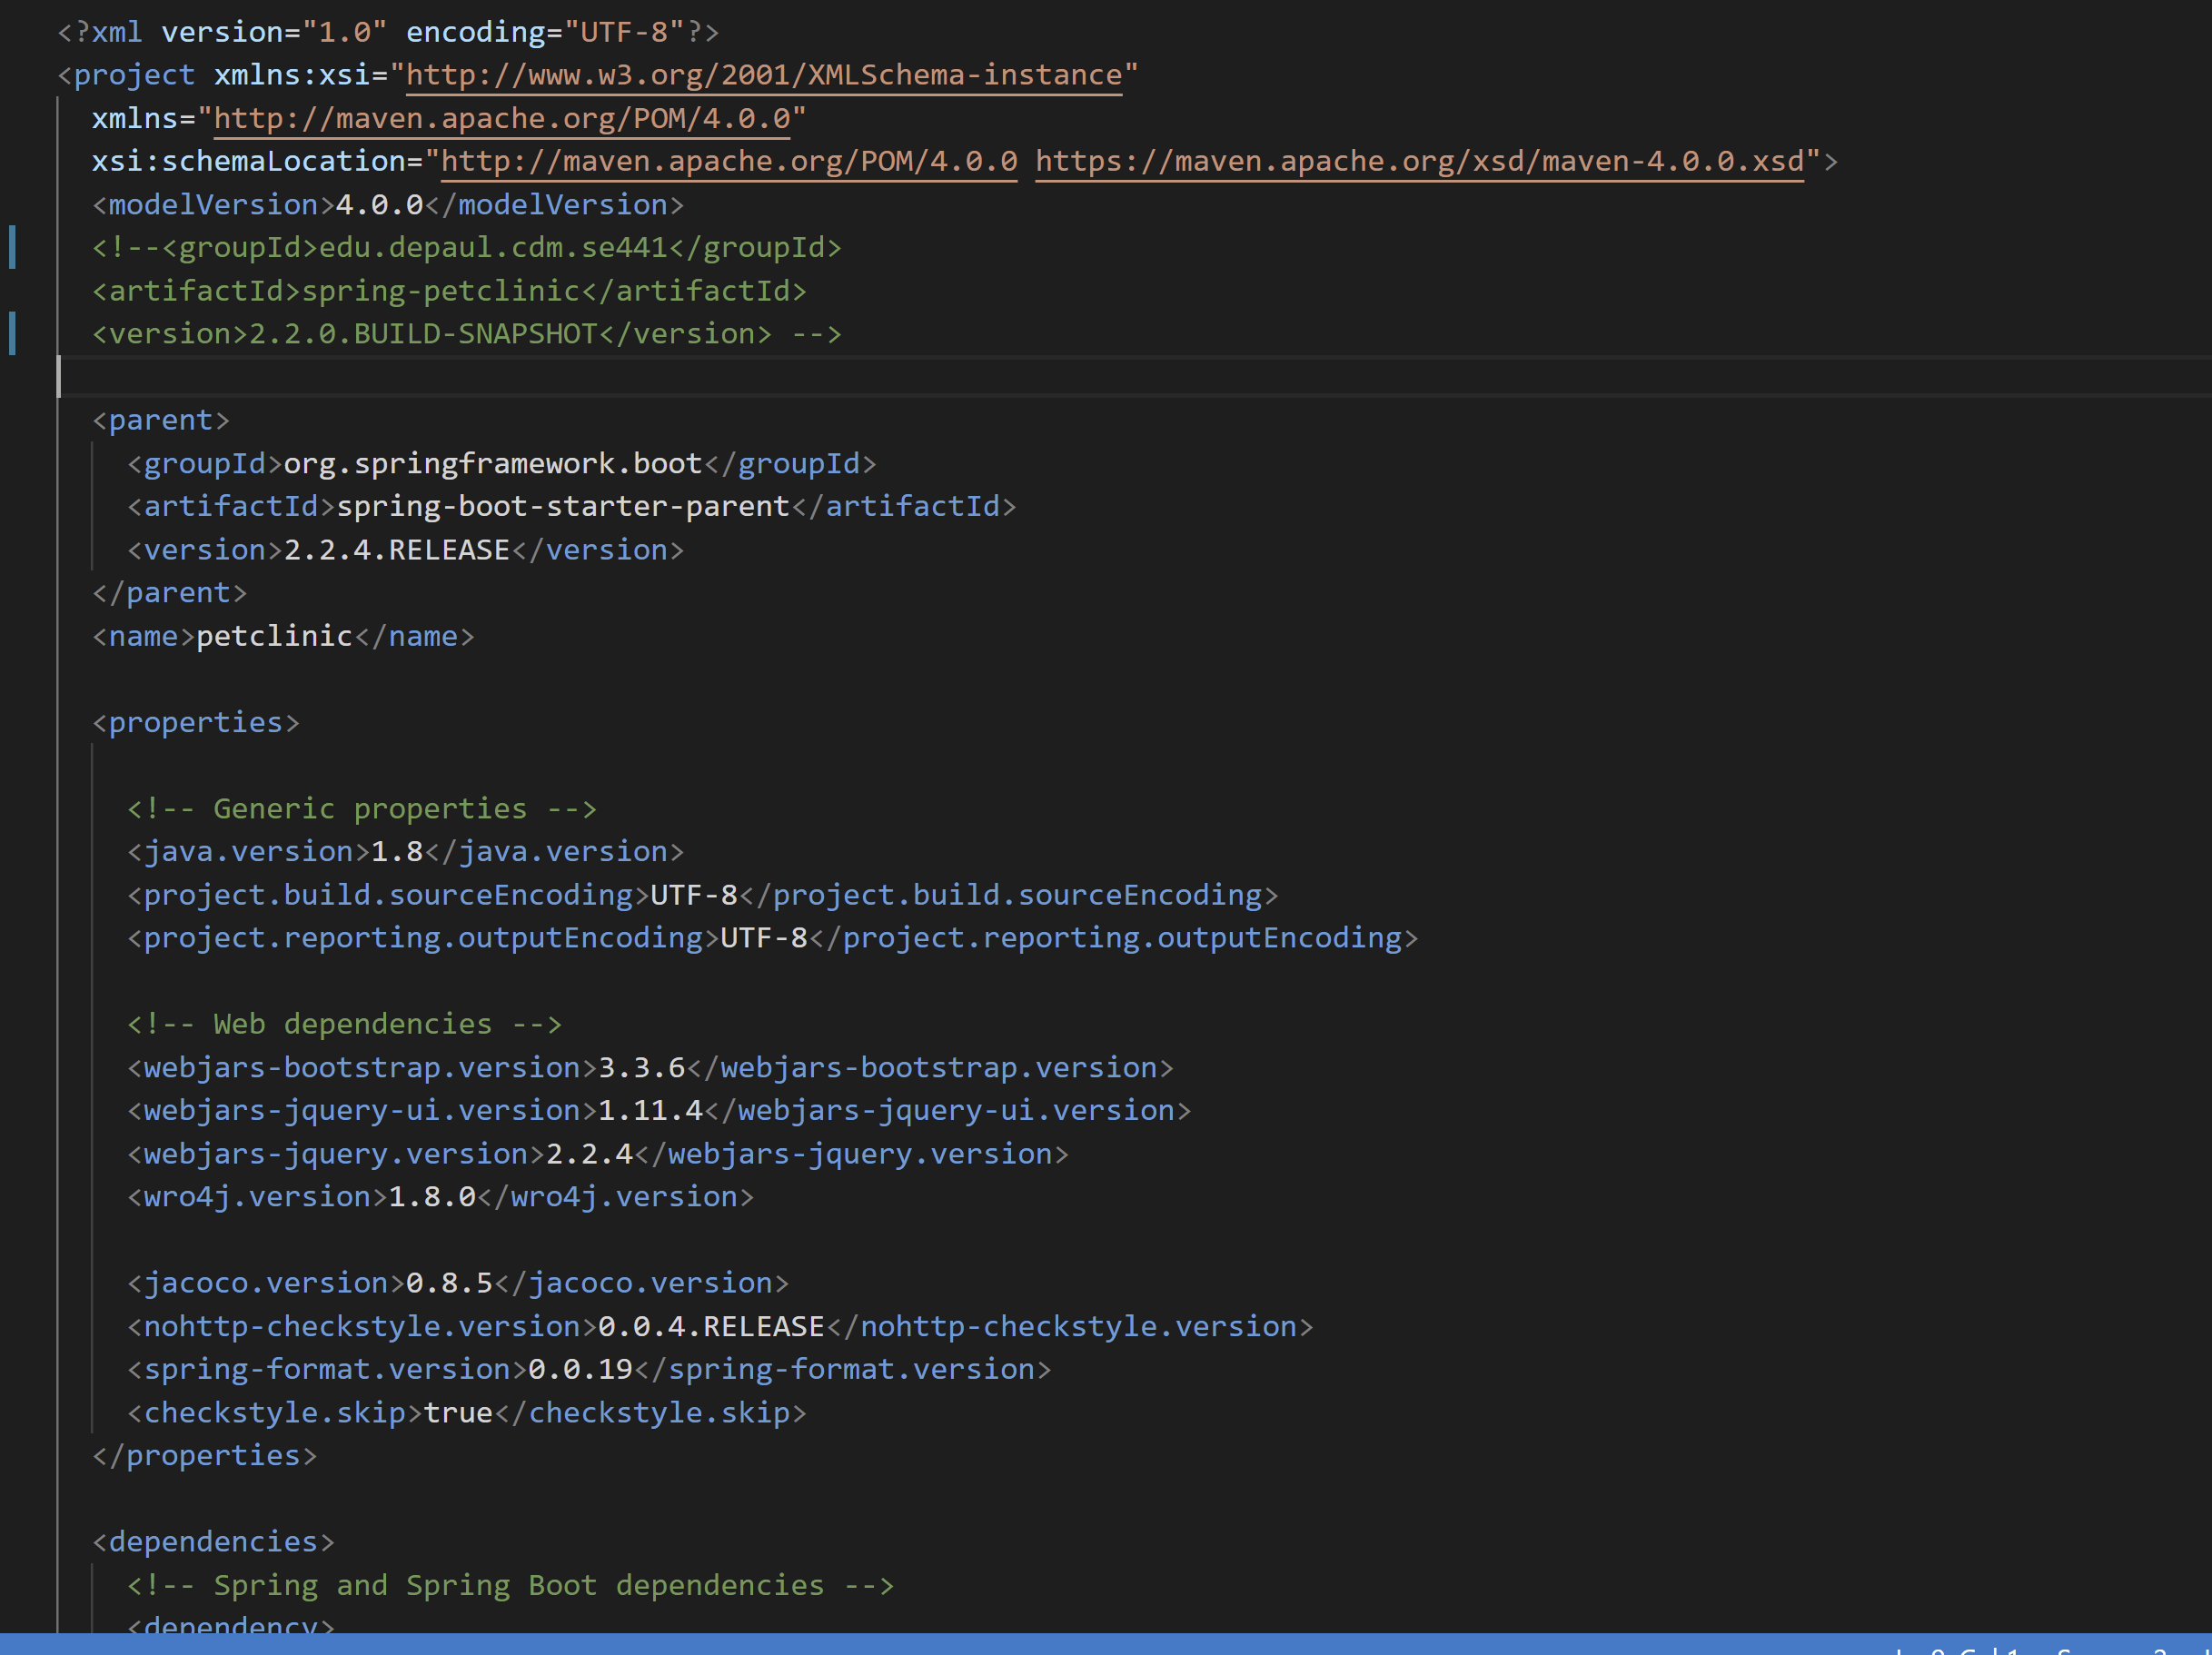 <?xml version="1.0" encoding="UTF-8"?>
<project xmlns:xsi="http://www.w3.org/2001/XMLSchema-instance"
xmlns="http://maven.apache.org/POM/4.0.0"
xsi:schemaLocation="http://maven.apache.org/POM/4.0.0 https://maven.apache.org/xsd/maven-4.0.0.xsd">
<modelVersion>4.0.0</modelVersion>
<!--<groupId>edu.depaul.cdm.se441</groupId>
<artifactId>spring-petclinic</artifactId>
<version>2.2.0.BUILD-SNAPSHOT</version> -->
<parent>
<groupId>org.springframework.boot</groupId>
<artifactId>spring-boot-starter-parent</artifactId>
<version>2.2.4.RELEASE</version>
</parent>
<name>petclinic</name>
<properties>
<!-- Generic properties -->
<java.version>1.8</java.version>
<project.build.sourceEncoding>UTF-8</project.build.sourceEncoding>
<project.reporting.outputEncoding>UTF-8</project.reporting.outputEncoding>
<!-- Web dependencies -->
<webjars-bootstrap.version>3.3.6</webjars-bootstrap.version>
<webjars-jquery-ui.version>1.11.4</webjars-jquery-ui.version>
<webjars-jquery.version>2.2.4</webjars-jquery.version>
<wro4j.version>1.8.0</wro4j.version>
<jacoco.version>0.8.5</jacoco.version>
<nohttp-checkstyle.version>0.0.4.RELEASE</nohttp-checkstyle.version>
<spring-format.version>0.0.19</spring-format.version>
<checkstyle.skip>true</checkstyle.skip>
</properties>
<dependencies>
<!-- Spring and Spring Boot dependencies -->
<dependency>